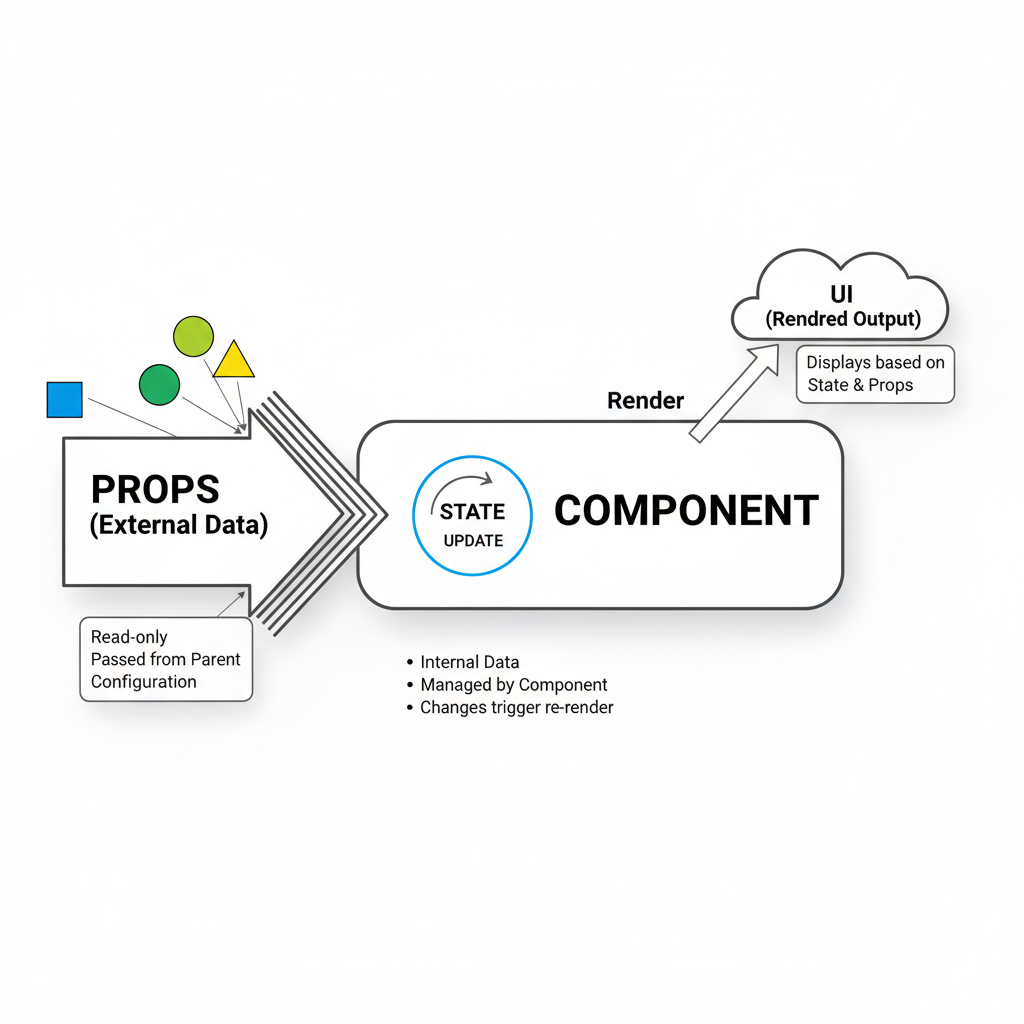 UI
(Rendred Output)
Displays based on
State & Props
Render
PROPS
(External Data)
STATE
UPDATE
COMPONENT
Read-only
Passed from Parent
Configuration
• Internal Data
• Managed by Component
• Changes trigger re-render